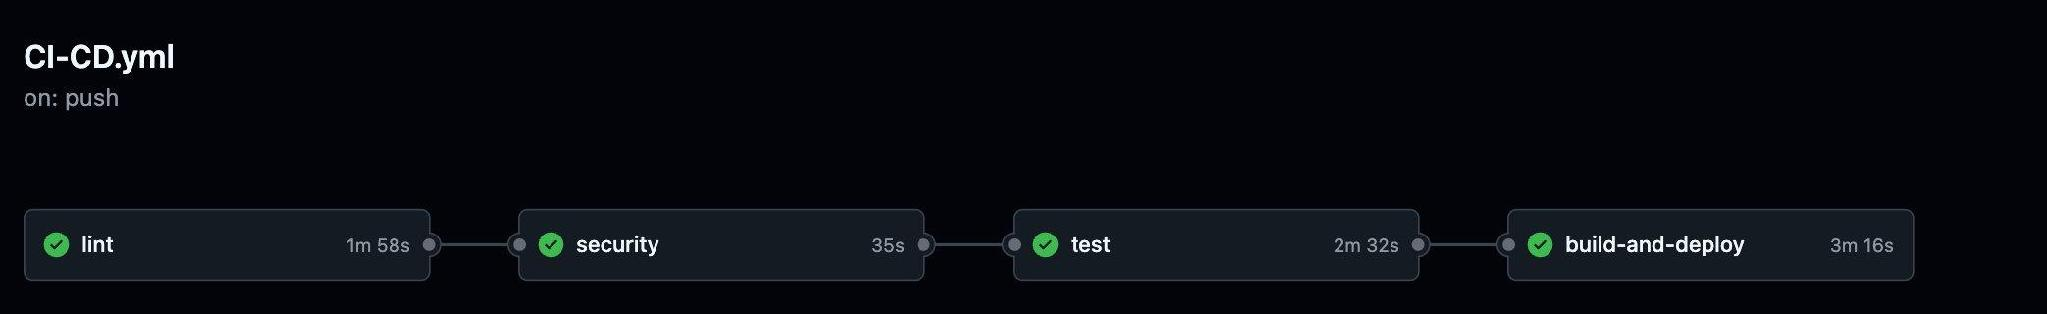 CI-CD.yml
on: push
lint 1m 58s
security 35s
test 2m 32s
build-and-deploy 3m 16s